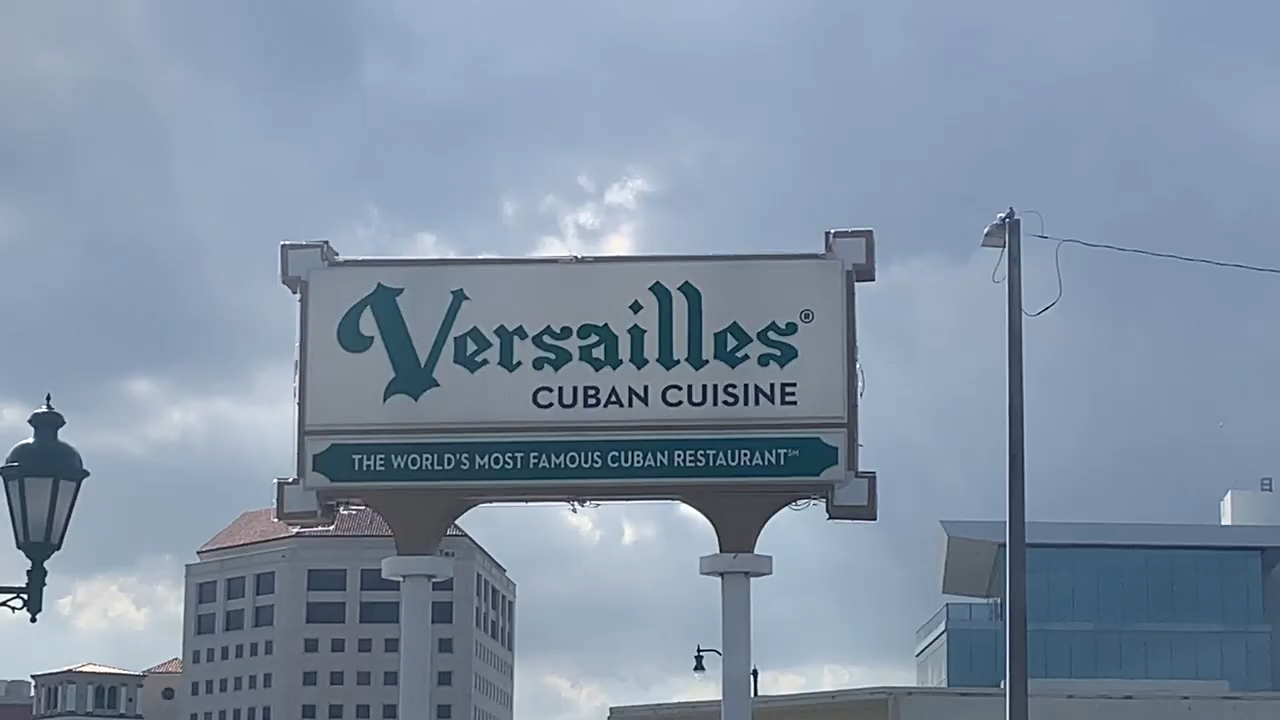 Versailles®
CUBAN CUISINE
THE WORLD'S MOST FAMOUS CUBAN RESTAURANT℠